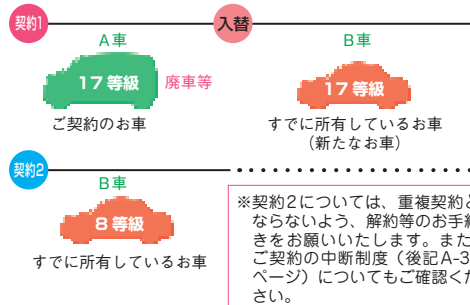 契約1
入替
A車
B車
17等級
廃車等
17等級
ご契約のお車
すでに所有しているお車
(新たなお車)
契約2
B車
8等級
すでに所有しているお車
※契約2については、重複契約と
ならないよう、解約等のお手続
きをお願いいたします。また
ご契約の中断制度（後記A-3
ページ）についてもご確認くだ
さい。